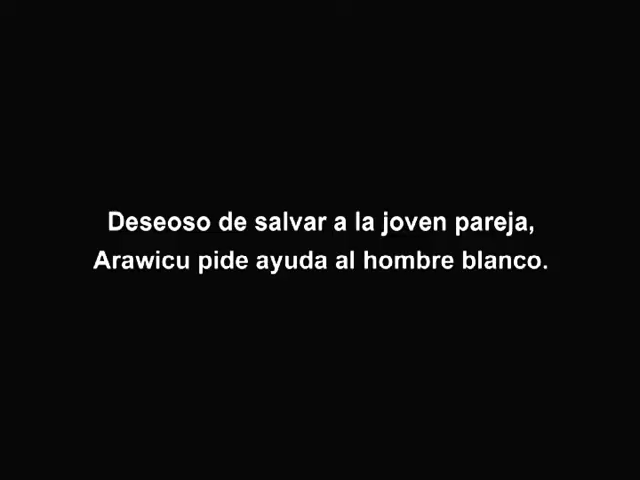 Deseoso de salvar a la joven pareja,
Arawicu pide ayuda al hombre blanco.